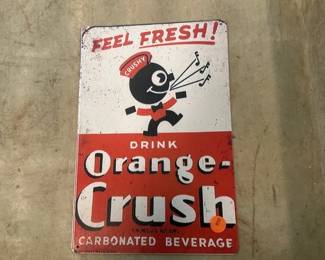 FEEL FRESH!
CRUSHY
DRINK
Orange-
Crush
CARBONATED BEVERAGE